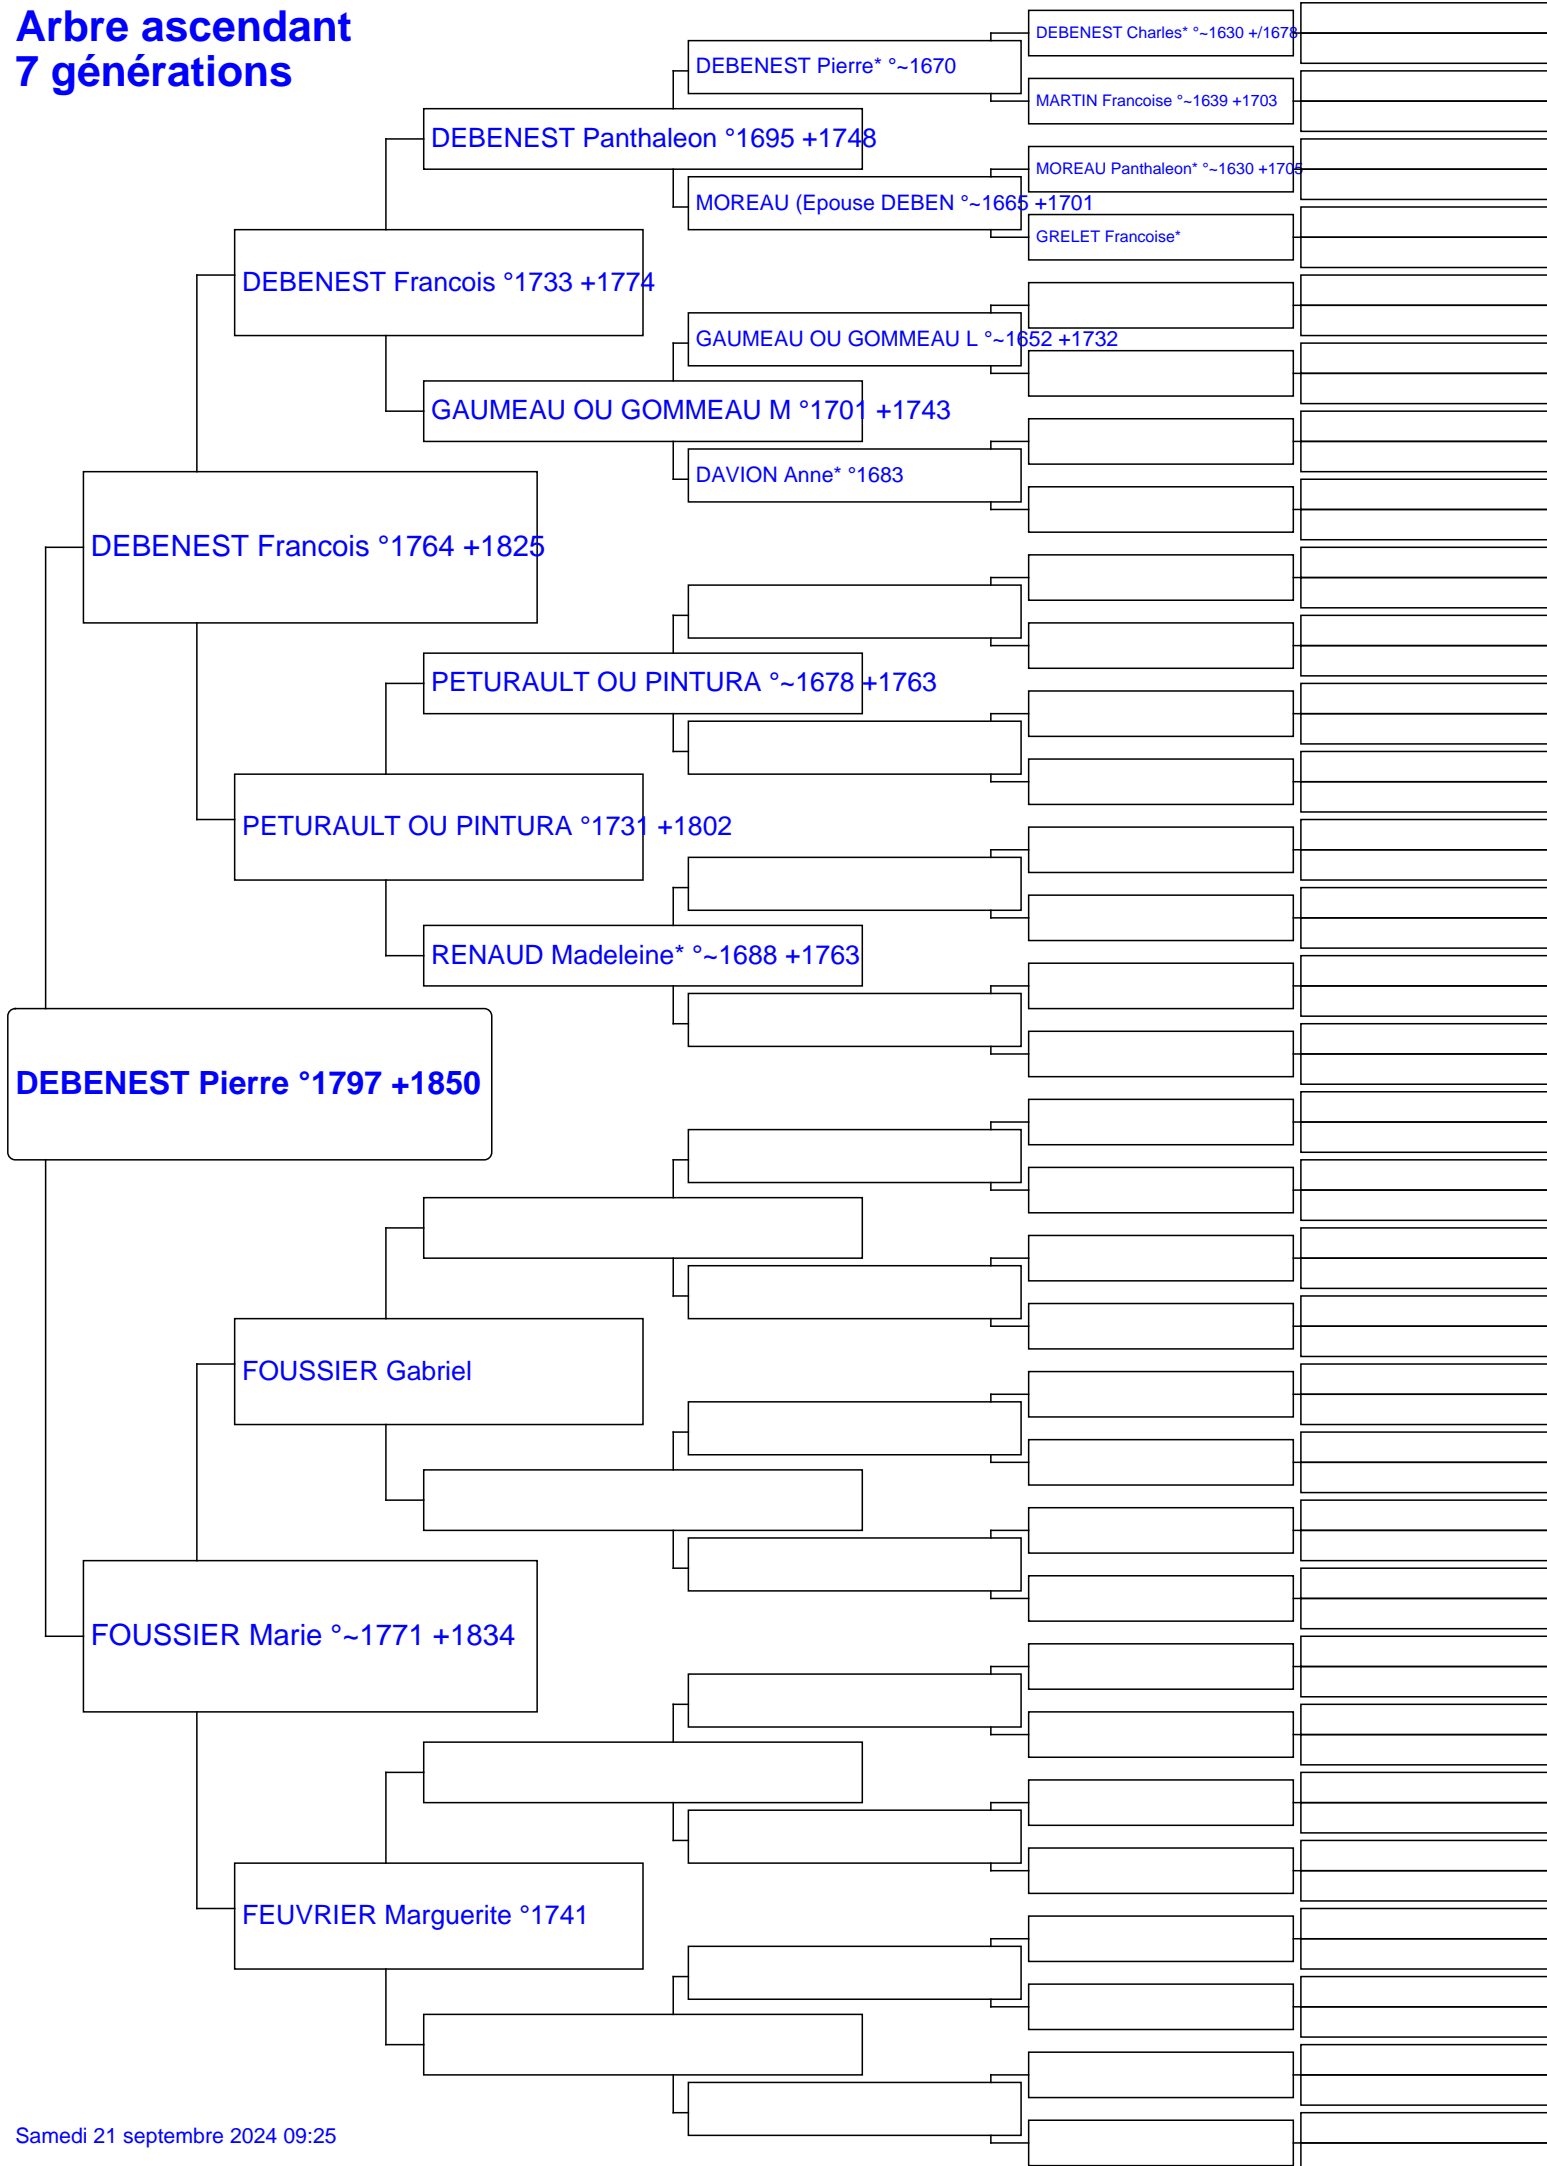 Arbre ascendant
7 générations
DEBENEST Charles* °~1630 +/1678
DEBENEST Pierre* °~1670
MARTIN Francoise °~1639 +1703
DEBENEST Panthaleon °1695 +1748
MOREAU Panthaleon* °~1630 +1705
MOREAU (Epouse DEBEN °~1665 +1701
GRELET Francoise*
DEBENEST Francois °1733 +1774
GAUMEAU OU GOMMEAU L °~1652 +1732
GAUMEAU OU GOMMEAU M °1701 +1743
DAVION Anne* °1683
DEBENEST Francois °1764 +1825
PETURAULT OU PINTURA °~1678 +1763
PETURAULT OU PINTURA °1731 +1802
RENAUD Madeleine* °~1688 +1763
DEBENEST Pierre °1797 +1850
FOUSSIER Gabriel
FOUSSIER Marie °~1771 +1834
FEUVRIER Marguerite °1741
Samedi 21 septembre 2024 09:25